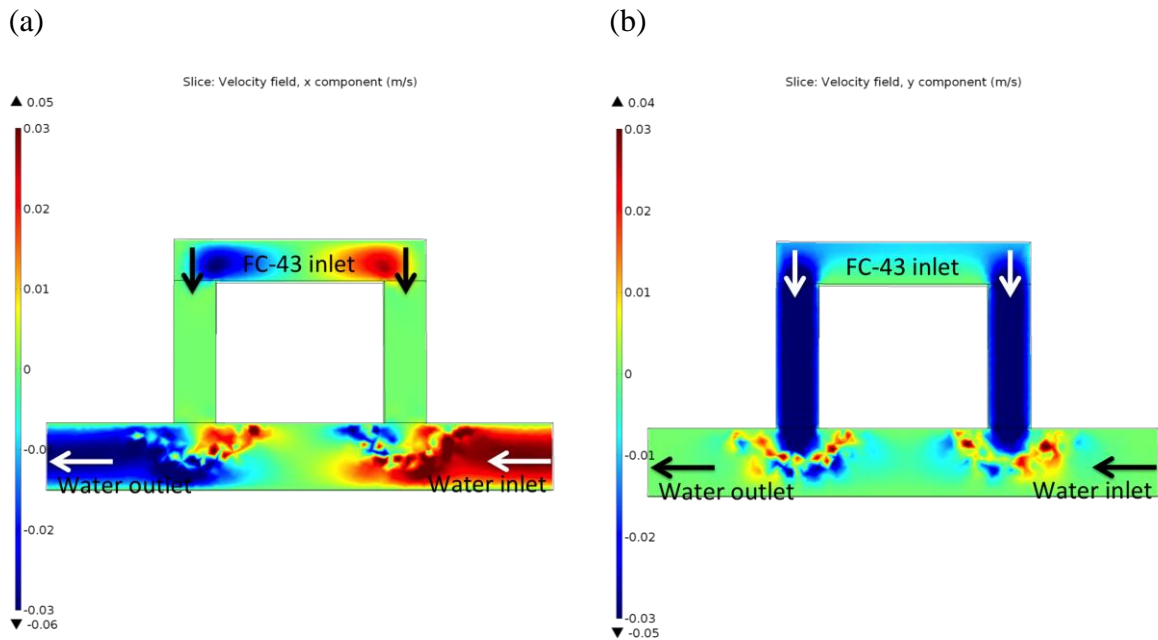 (a)
Slice: Velocity field, x component (m/s)
▲ 0.05
0.03
0.02
0.01
0
-0.0
-0.02
-0.03
▼ -0.06
FC-43 inlet
Water outlet
Water inlet
(b)
Slice: Velocity field, y component (m/s)
▲ 0.04
0.03
0.02
0.01
0
-0.01
-0.02
-0.03
▼ -0.05
FC-43 inlet
Water outlet
Water inlet